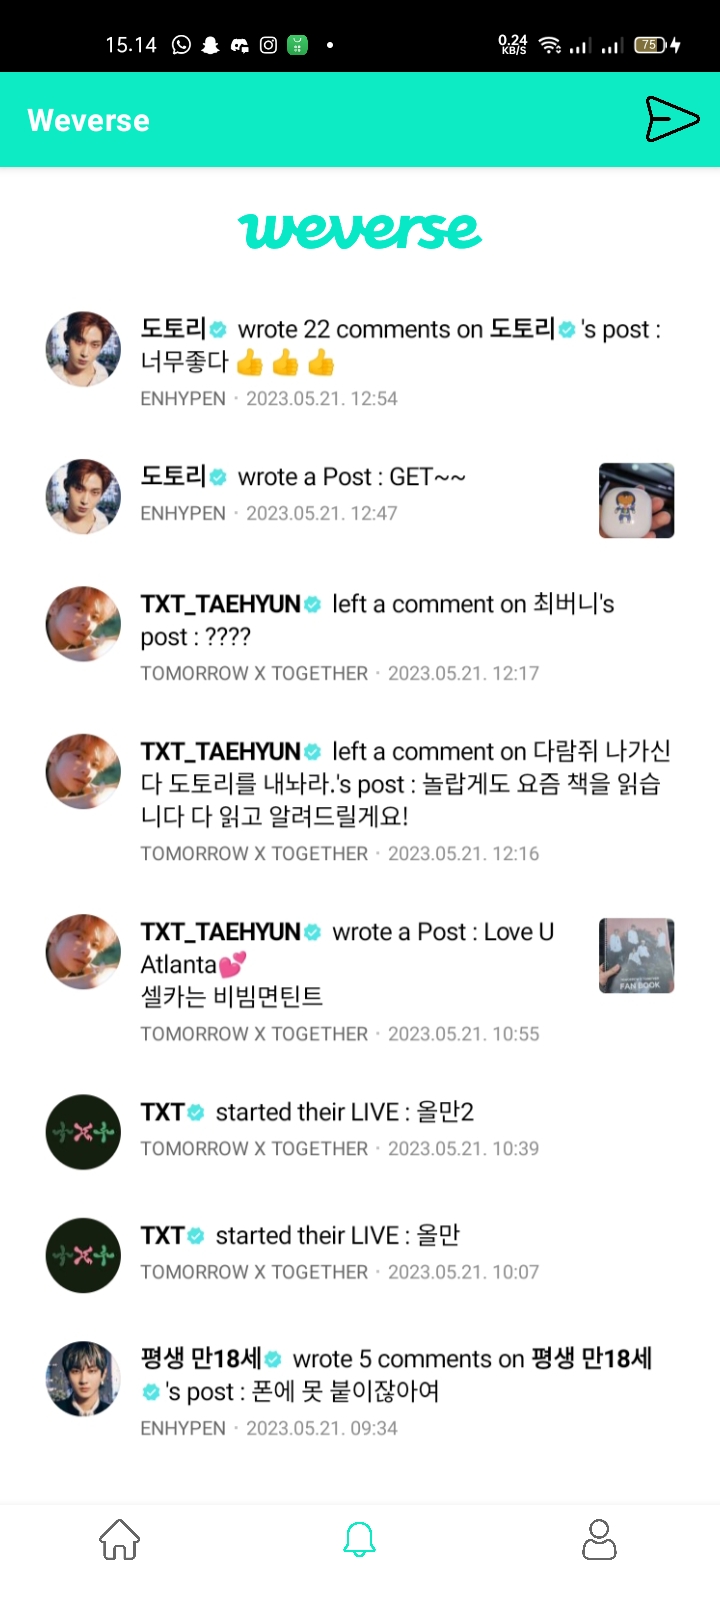 15.14
0.24
KB/S
75
Weverse
weverse
도토리 wrote 22 comments on 도토리 's post :
너무좋다 👍 👍 👍
ENHYPEN · 2023.05.21. 12:54
도토리 wrote a Post : GET~~
ENHYPEN · 2023.05.21. 12:47
TXT_TAEHYUN left a comment on 최버니's
post : ????
TOMORROW X TOGETHER · 2023.05.21. 12:17
TXT_TAEHYUN left a comment on 다람쥐 나가신
다 도토리를 내놔라.'s post : 놀랍게도 요즘 책을 읽습
니다 다 읽고 알려드릴게요!
TOMORROW X TOGETHER · 2023.05.21. 12:16
TXT_TAEHYUN wrote a Post : Love U
Atlanta💕
셀카는 비빔면틴트
FAN BOOK
TOMORROW X TOGETHER · 2023.05.21. 10:55
TXT started their LIVE : 올만2
TOMORROW X TOGETHER · 2023.05.21. 10:39
TXT started their LIVE : 올만
TOMORROW X TOGETHER · 2023.05.21. 10:07
평생 만18세 wrote 5 comments on 평생 만18세
's post : 폰에 못 붙이잖아여
ENHYPEN · 2023.05.21. 09:34